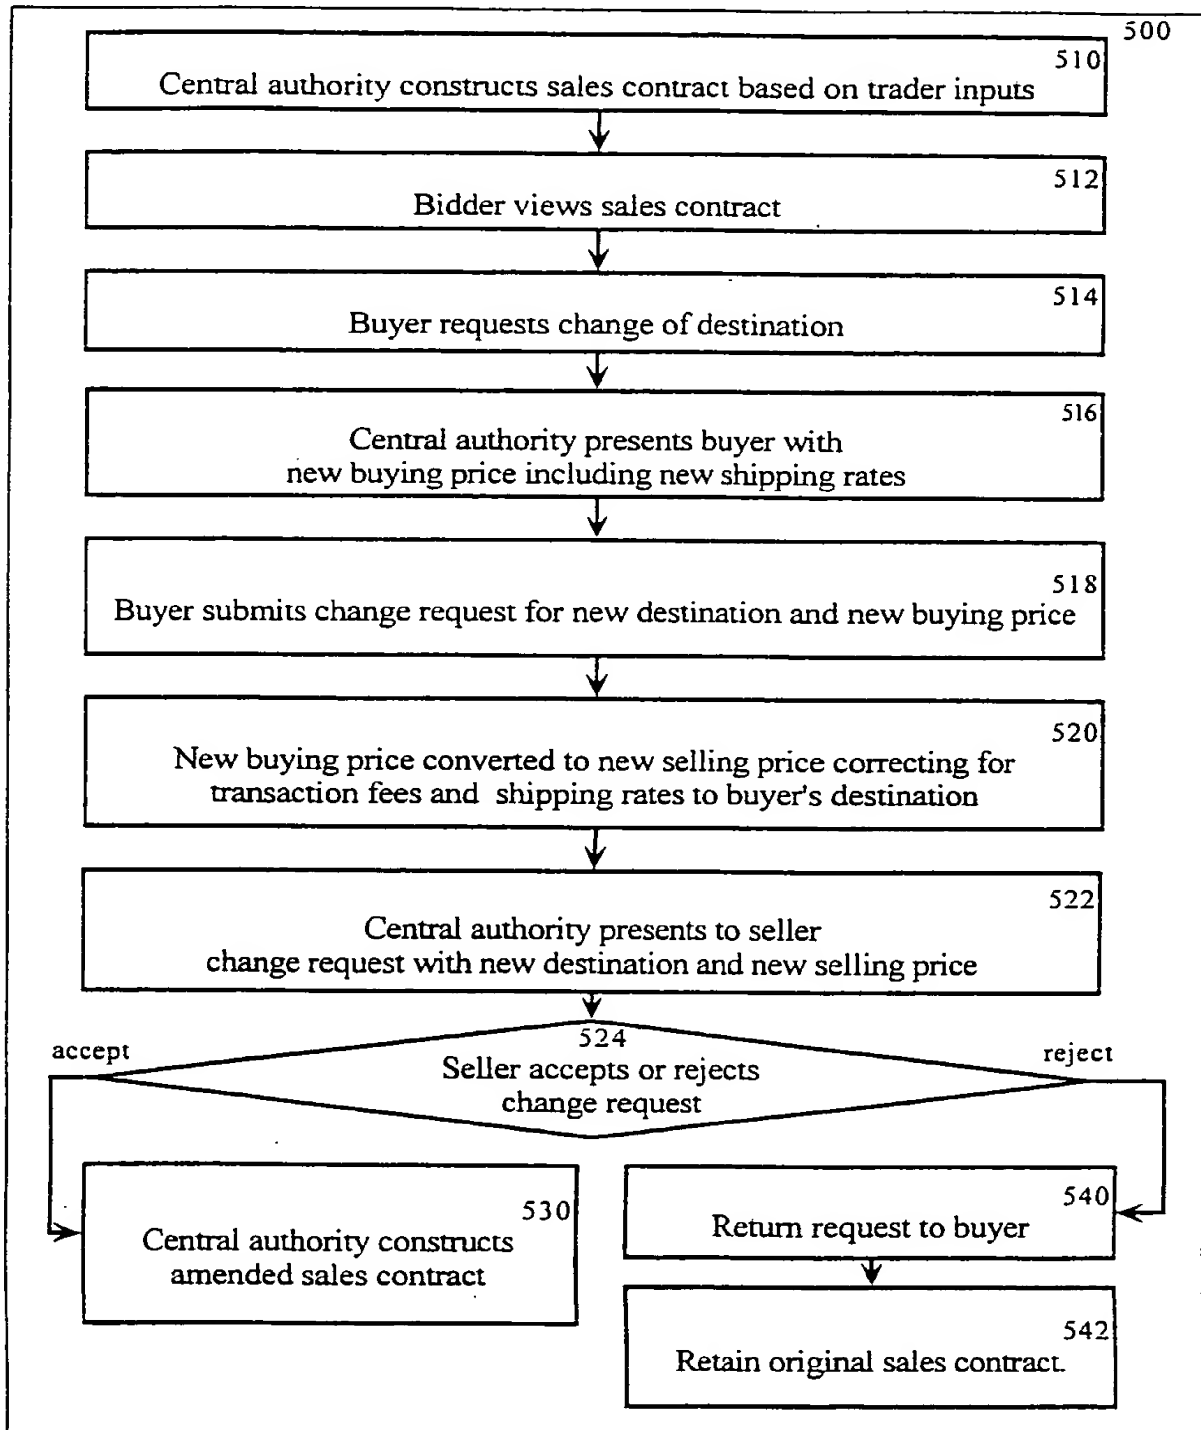 500
510
Central authority constructs sales contract based on trader inputs
512
Bidder views sales contract
514
Buyer requests change of destination
516
Central authority presents buyer with
new buying price including new shipping rates
518
Buyer submits change request for new destination and new buying price
520
New buying price converted to new selling price correcting for
transaction fees and shipping rates to buyer's destination
522
Central authority presents to seller
change request with new destination and new selling price
524
accept
reject
Seller accepts or rejects
change request
530
Central authority constructs
amended sales contract
540
Return request to buyer
542
Retain original sales contract.